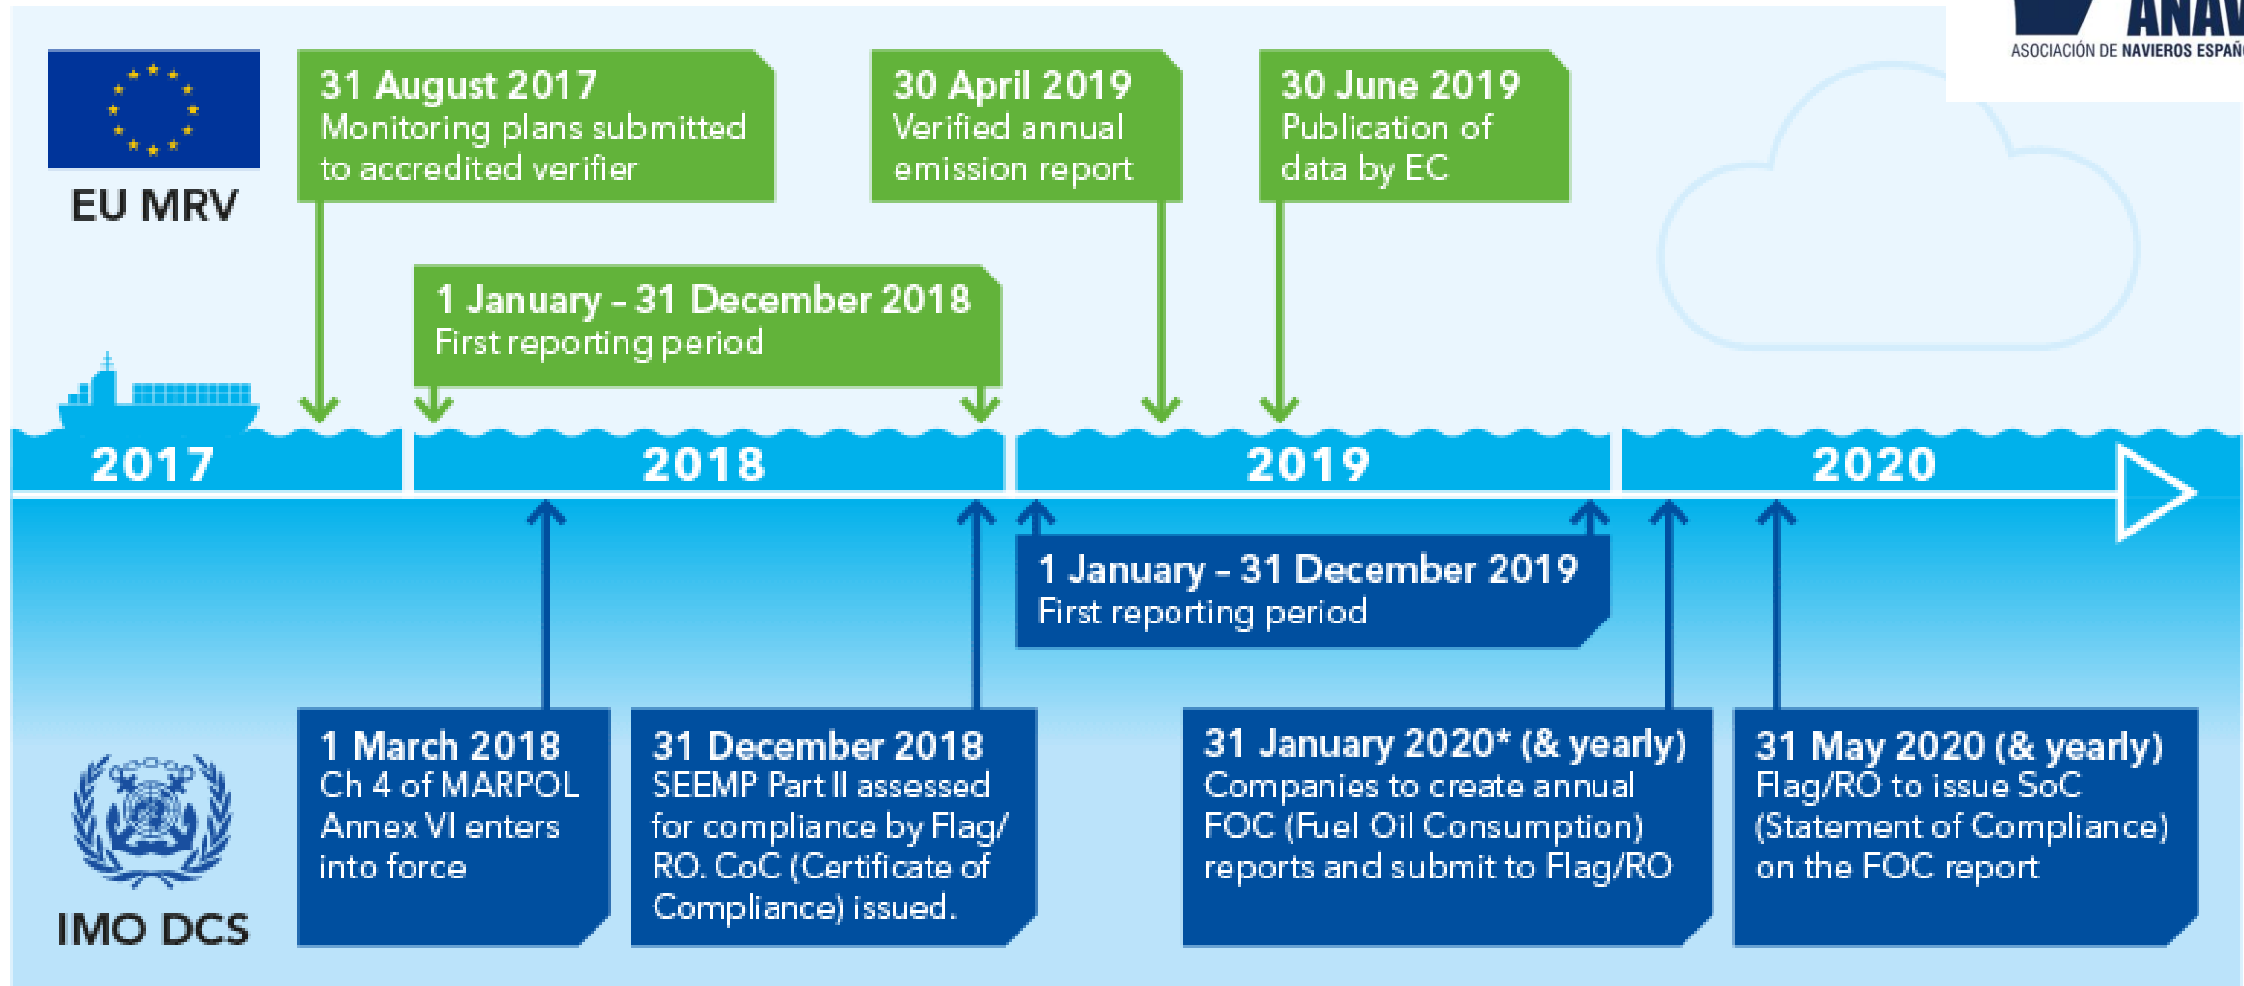 ASOCIACIÓN DE NAVIEROS
EU MRV
31 August 2017
Monitoring plans submitted
to accredited verifier
30 April 2019
Verified annual
emission report
30 June 2019
Publication of
data by EC
1 January – 31 December 2018
First reporting period
2017
2018
2019
2020
1 January – 31 December 2019
First reporting period
IMO DCS
1 March 2018
Ch 4 of MARPOL
Annex VI enters
into force
31 December 2018
SEEMP Part II assessed
for compliance by Flag/
RO. CoC (Certificate of
Compliance) issued.
31 January 2020* (& yearly)
Companies to create annual
FOC (Fuel Oil Consumption)
reports and submit to Flag/RO
31 May 2020 (& yearly)
Flag/RO to issue SoC
(Statement of Compliance)
on the FOC report